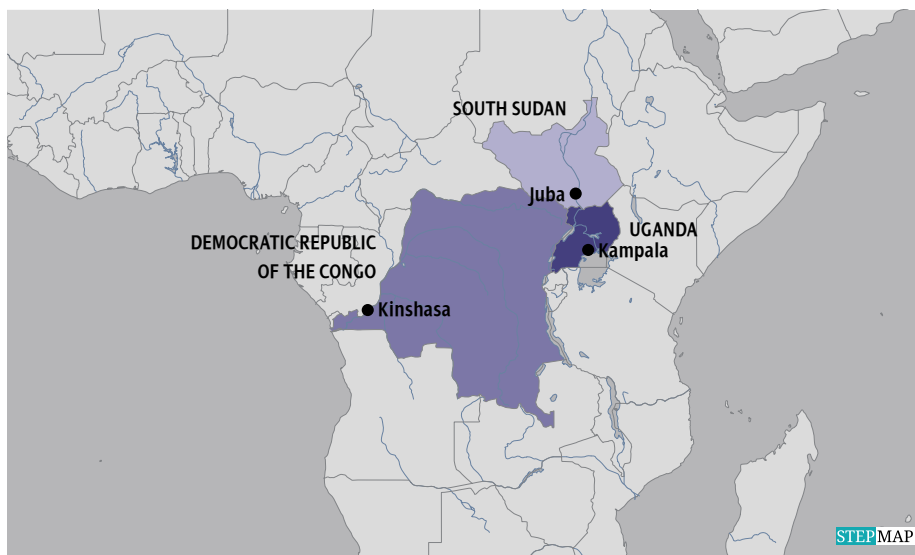 SOUTH SUDAN
Juba
UGANDA
Kampala
DEMOCRATIC REPUBLIC
OF THE CONGO
Kinshasa
STEPMAP